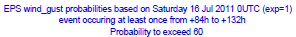 EPS wind_gust probabilities based on Saturday 16 Jul 2011 0UTC (exp=1)
event occuring at least once from +84h to +132h
Probability to exceed 60